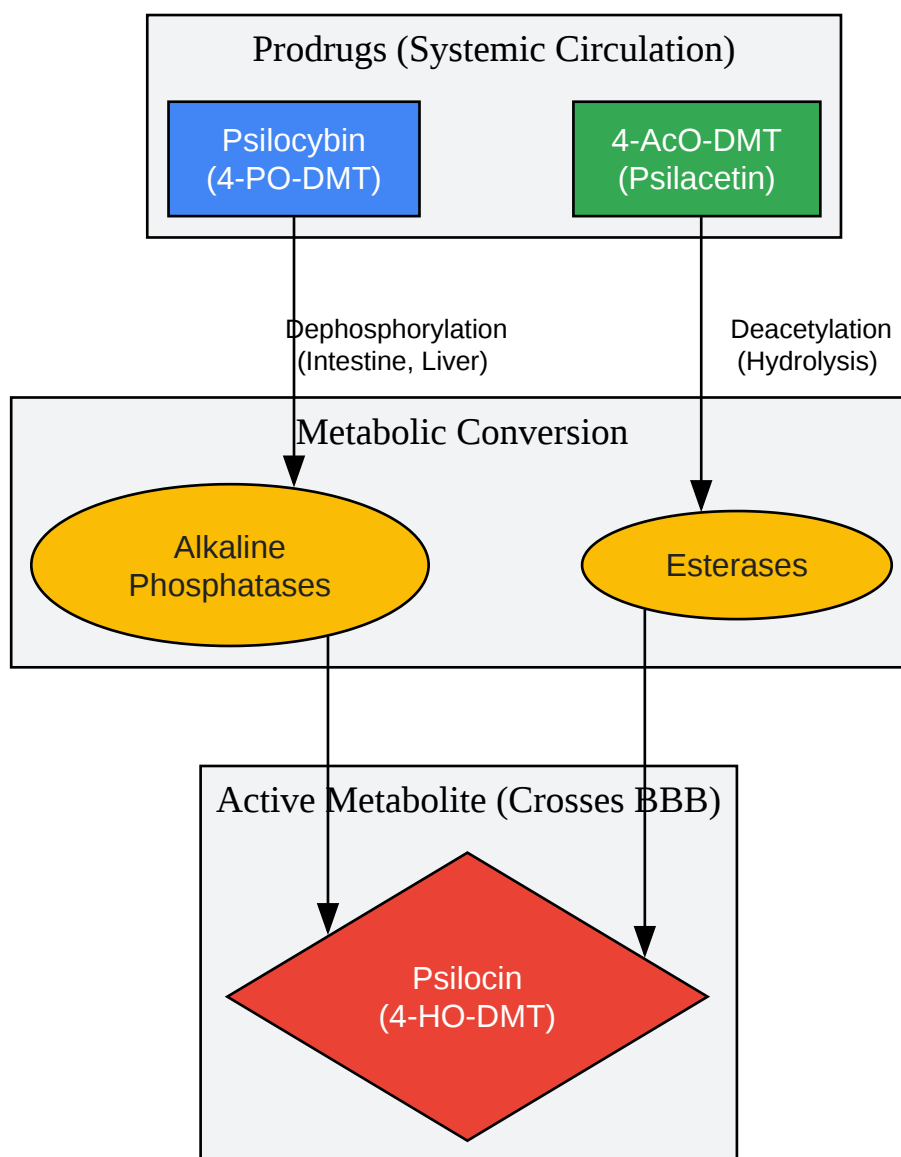 Prodrugs (Systemic Circulation)
Psilocybin
(4-PO-DMT)
4-AcO-DMT
(Psilacetin)
Dephosphorylation
(Intestine, Liver)
Deacetylation
(Hydrolysis)
Metabolic Conversion
Alkaline
Phosphatases
Esterases
Active Metabolite (Crosses BBB)
Psilocin
(4-HO-DMT)